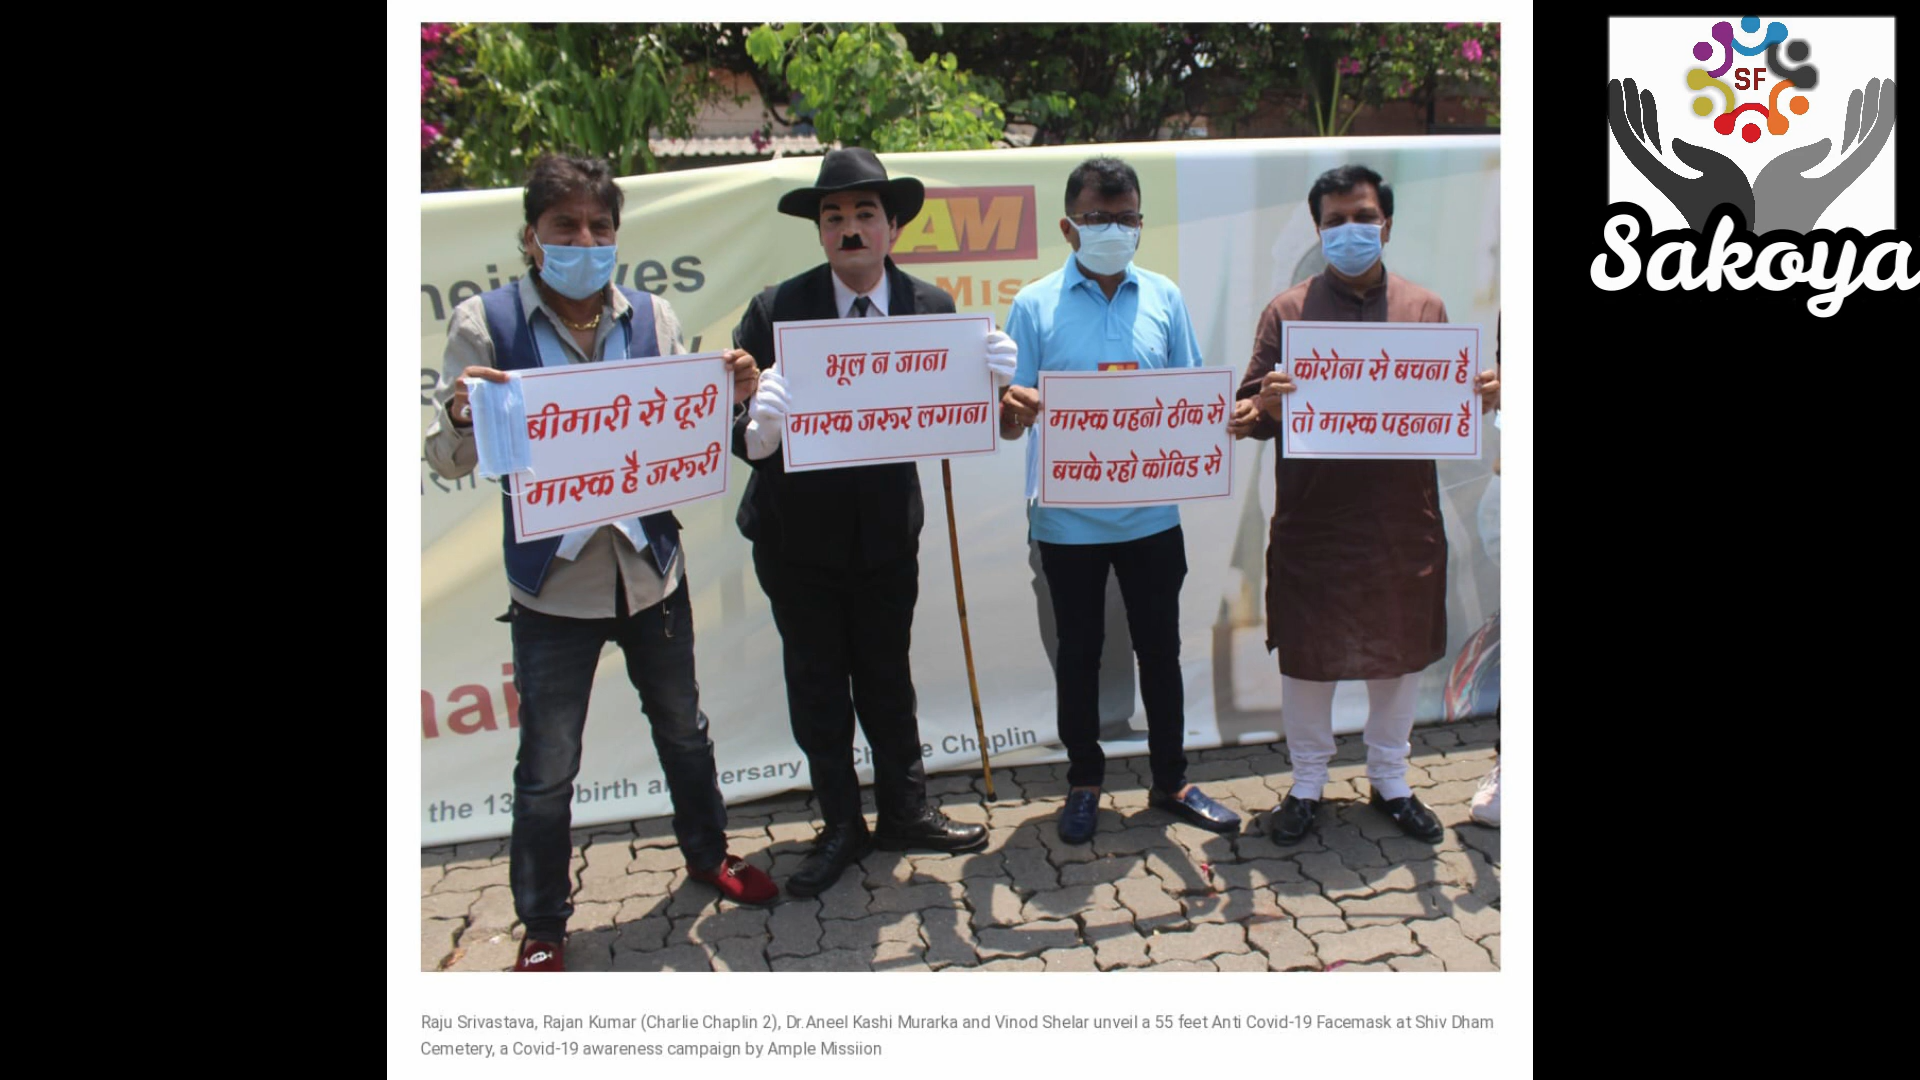 SF
Sakoya
AM
बीमारी से दूरी
मास्क है जरूरी
भूल न जाना
मास्क जरूर लगाना
मास्क पहनो ठीक से
बचके रहो कोविड से
कोरोना से बचना है
तो मास्क पहनना है
the 13 birth Chaplin
Raju Srivastava, Rajan Kumar (Charlie Chaplin 2), Dr.Aneel Kashi Murarka and Vinod Shelar unveil a 55 feet Anti Covid-19 Facemask at Shiv Dham
Cemetery, a Covid-19 awareness campaign by Ample Missiion